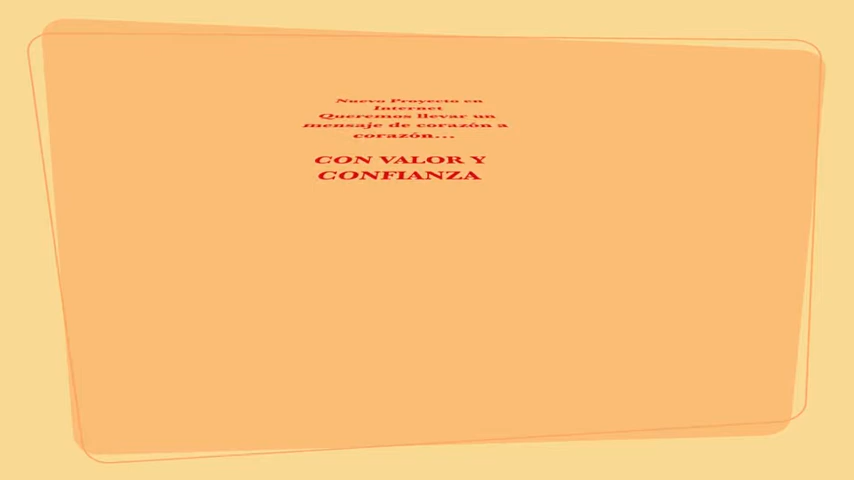 Nuevo Proyecto en
Internet
Queremos llevar un
mensaje de corazón a
corazón...
CON VALOR Y
CONFIANZA